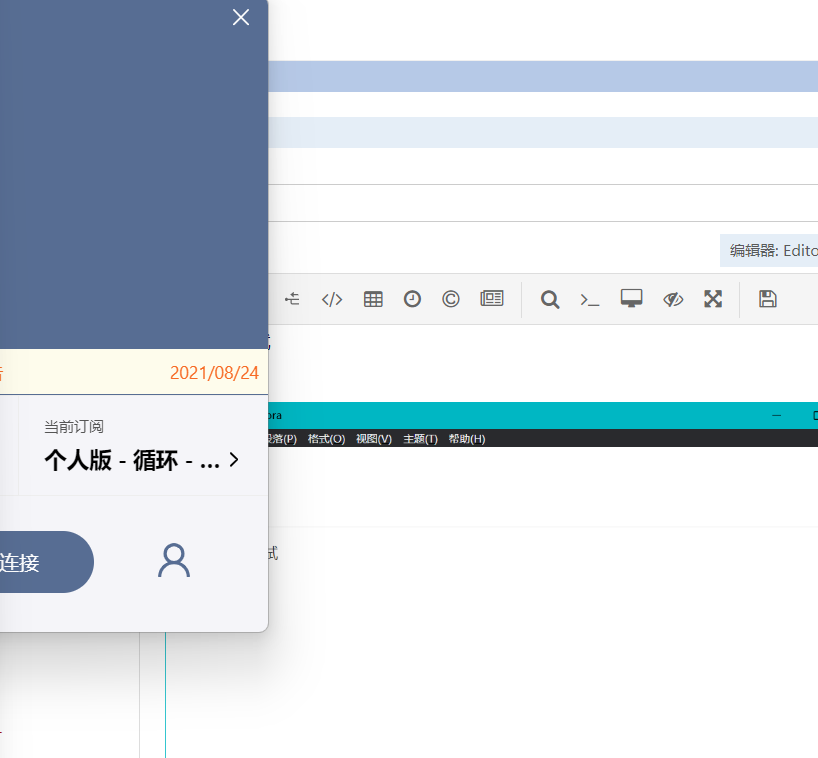 编辑器: Edito
2021/08/24
ora
段落(P) 格式(O) 视图(V) 主题(T) 帮助(H)
当前订阅
个人版 - 循环 - ...
连接
试